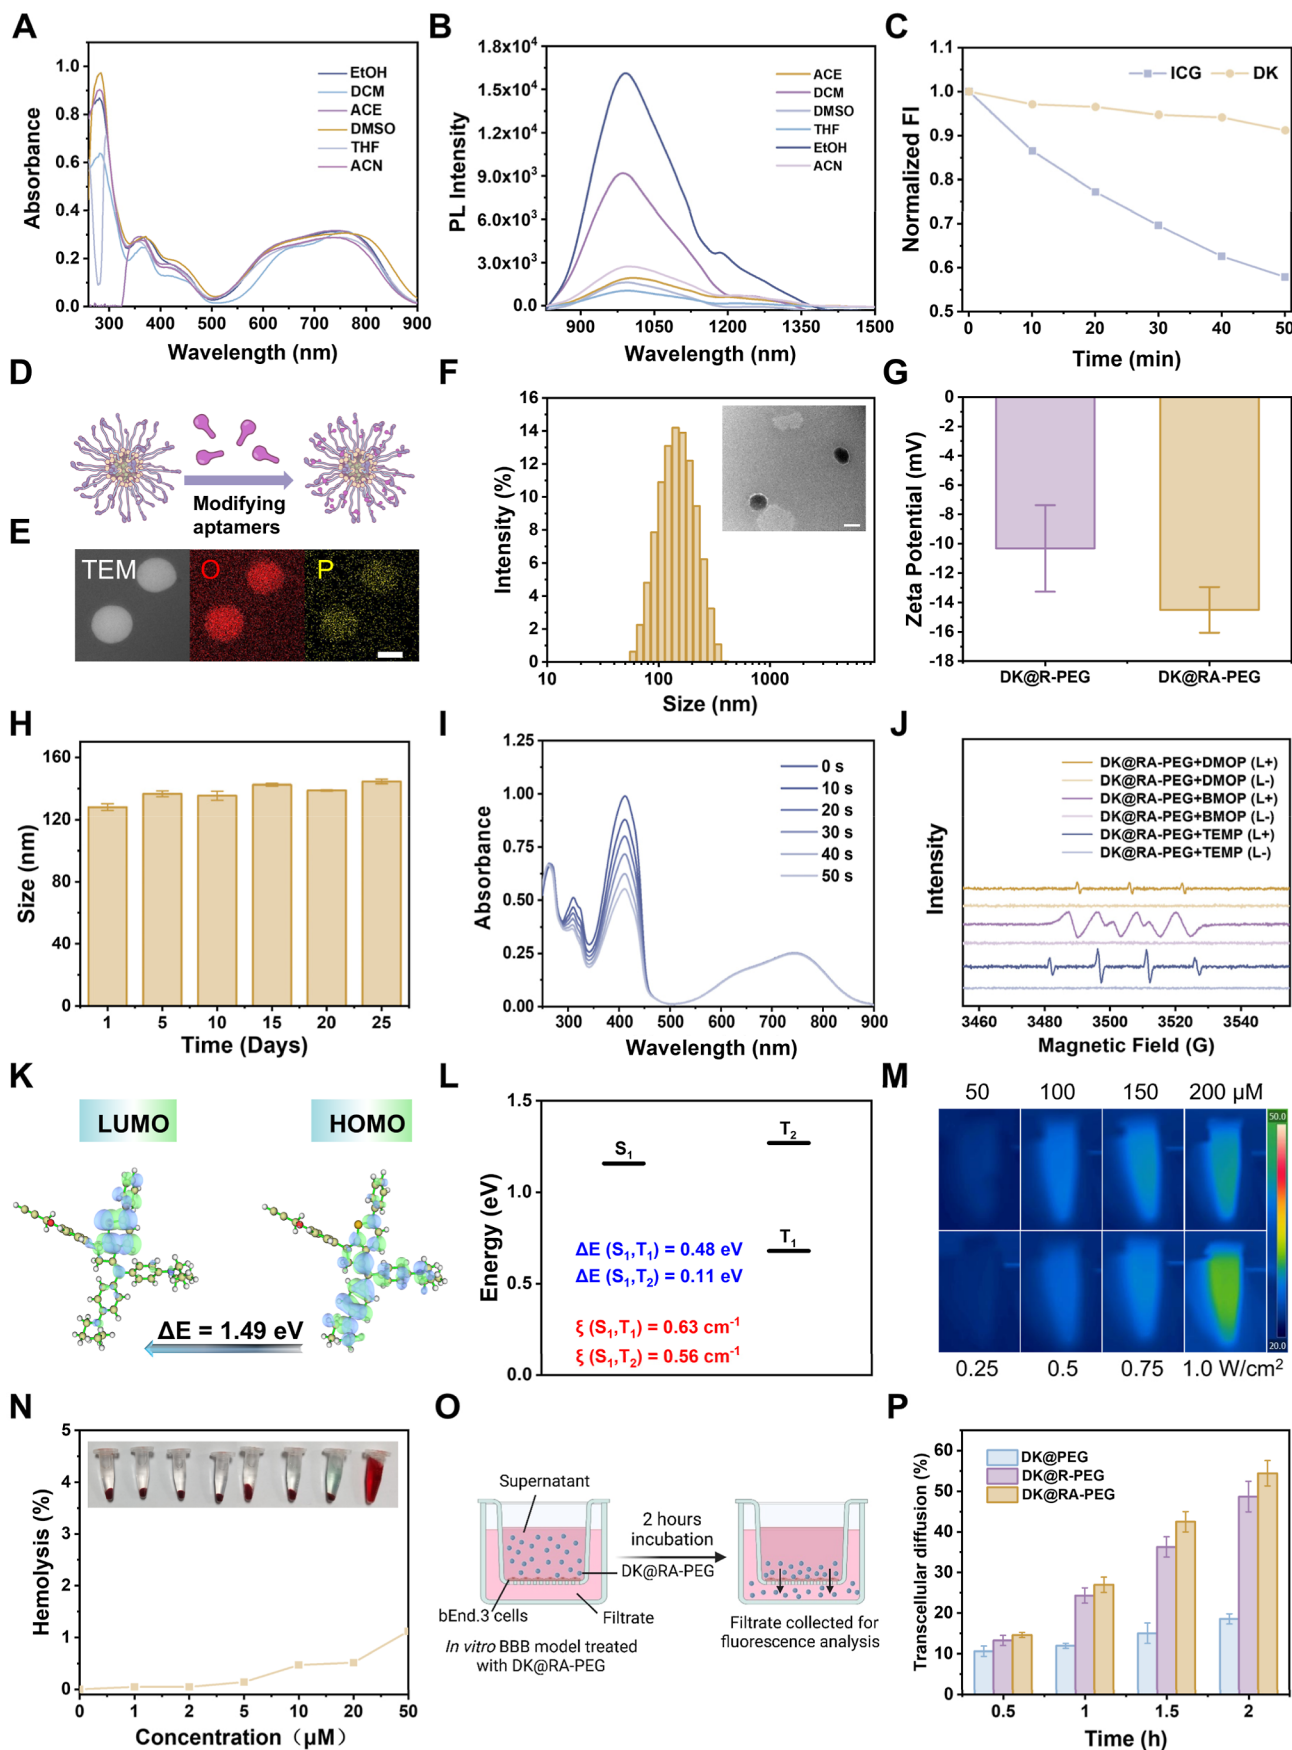 A
Absorbance
1.0
0.8
0.6
0.4
0.2
0.0
EtOH
DCM
ACE
DMSO
THF
ACN
300
400
500
600
700
800
900
Wavelength (nm)
B
PL Intensity
1.8x10⁴
1.5x10⁴
1.2x10⁴
9.0x10³
6.0x10³
3.0x10³
0.0
ACE
DCM
DMSO
THF
EtOH
ACN
900
1050
1200
1350
1500
Wavelength (nm)
C
Normalized FI
1.1
1.0
0.9
0.8
0.7
0.6
0.5
ICG
DK
0
10
20
30
40
50
Time (min)
D
Modifying
aptamers
E
TEM
O
P
F
Intensity (%)
16
14
12
10
8
6
4
2
0
10
100
1000
Size (nm)
G
Zeta Potential (mV)
0
-2
-4
-6
-8
-10
-12
-14
-16
-18
DK@R-PEG
DK@RA-PEG
H
Size (nm)
160
120
80
40
0
1
5
10
15
20
25
Time (Days)
I
Absorbance
1.25
1.00
0.75
0.50
0.25
0.00
0 s
10 s
20 s
30 s
40 s
50 s
300
400
500
600
700
800
900
Wavelength (nm)
J
Intensity
DK@RA-PEG+DMOP (L+)
DK@RA-PEG+DMOP (L-)
DK@RA-PEG+BMOP (L+)
DK@RA-PEG+BMOP (L-)
DK@RA-PEG+TEMP (L+)
DK@RA-PEG+TEMP (L-)
3460
3480
3500
3520
3540
Magnetic Field (G)
K
LUMO
HOMO
ΔE = 1.49 eV
L
Energy (eV)
1.5
1.0
0.5
0.0
S₁
T₂
T₁
ΔE (S₁,T₁) = 0.48 eV
ΔE (S₁,T₂) = 0.11 eV
ξ (S₁,T₁) = 0.63 cm⁻¹
ξ (S₁,T₂) = 0.56 cm⁻¹
M
50
100
150
200 μM
50.0
20.0
0.25
0.5
0.75
1.0 W/cm²
N
Hemolysis (%)
5
4
3
2
1
0
0
1
2
5
10
20
50
Concentration（μM）
O
Supernatant
2 hours
incubation
DK@RA-PEG
bEnd.3 cells
Filtrate
In vitro BBB model treated
with DK@RA-PEG
Filtrate collected for
fluorescence analysis
P
Transcellular diffusion (%)
60
50
40
30
20
10
0
DK@PEG
DK@R-PEG
DK@RA-PEG
0.5
1
1.5
2
Time (h)